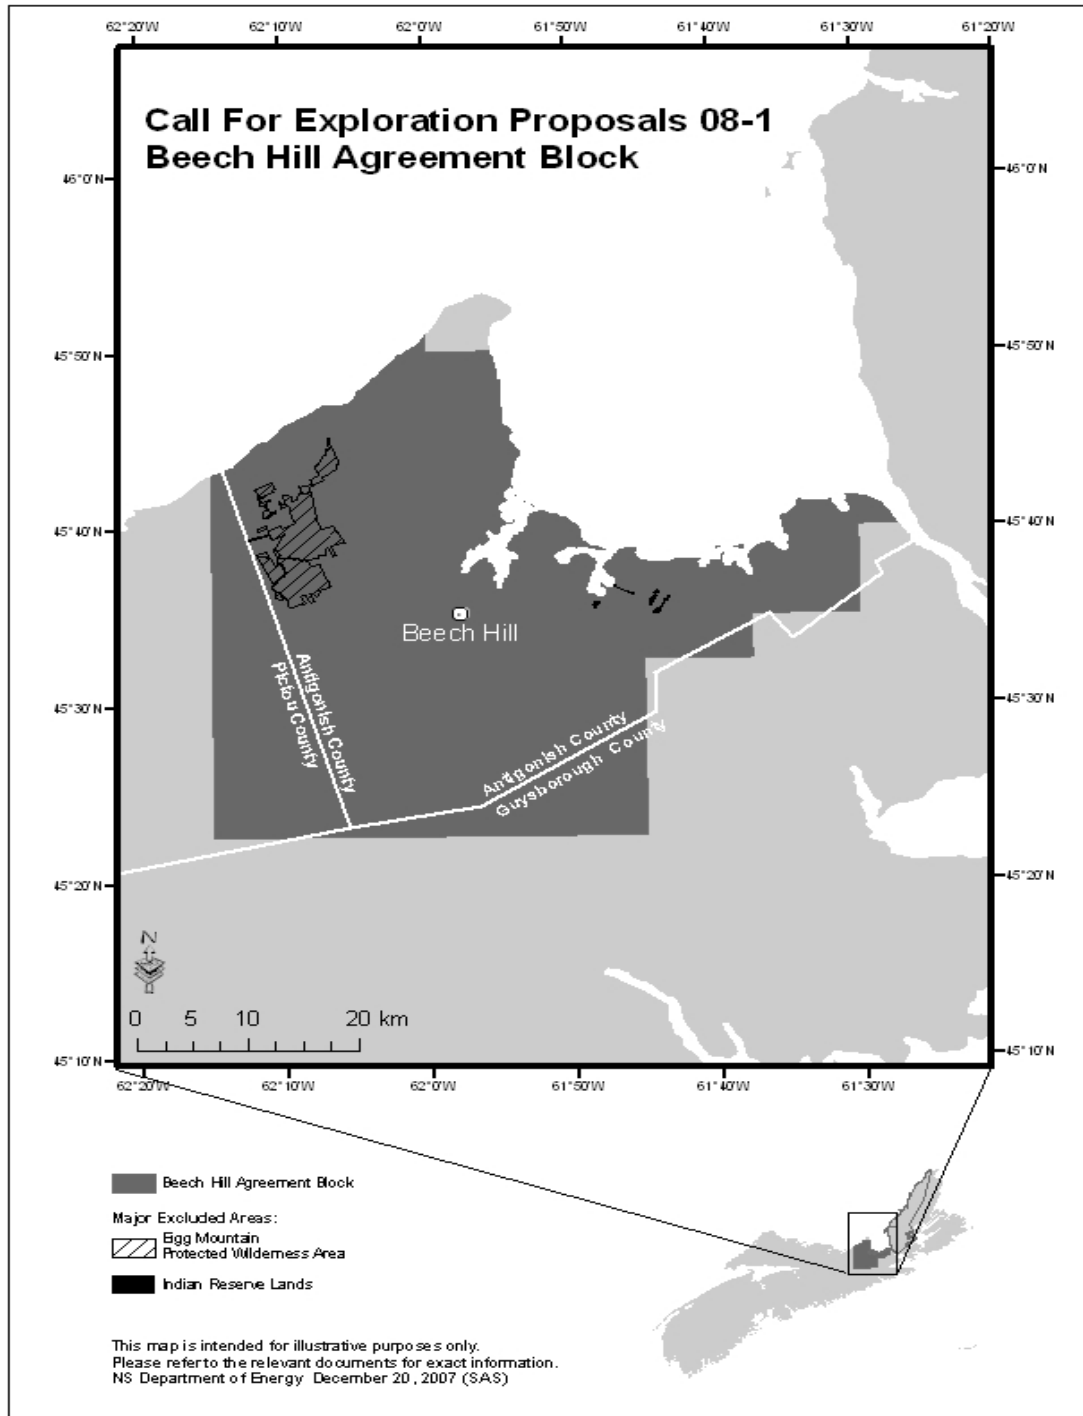 62°20'W 62°10'W 62°0'W 61°50'W 61°40'W 61°30'W 61°20'W
Call For Exploration Proposals 08-1
Beech Hill Agreement Block
46°0'N 46°0'N
45°50'N 45°50'N
45°40'N 45°40'N
Beech Hill
Antigonish County
Pictou County
45°30'N 45°30'N
Antigonish County
Guysborough County
45°20'N 45°20'N
N
0 5 10 20 km
45°10'N 45°10'N
62°20'W 62°10'W 62°0'W 61°50'W 61°40'W 61°30'W
Beech Hill Agreement Block
Major Excluded Areas:
Eigg Mountain
Protected Wilderness Area
Indian Reserve Lands
This map is intended for illustrative purposes only.
Please refer to the relevant documents for exact information.
NS Department of Energy December 20, 2007 (SAS)